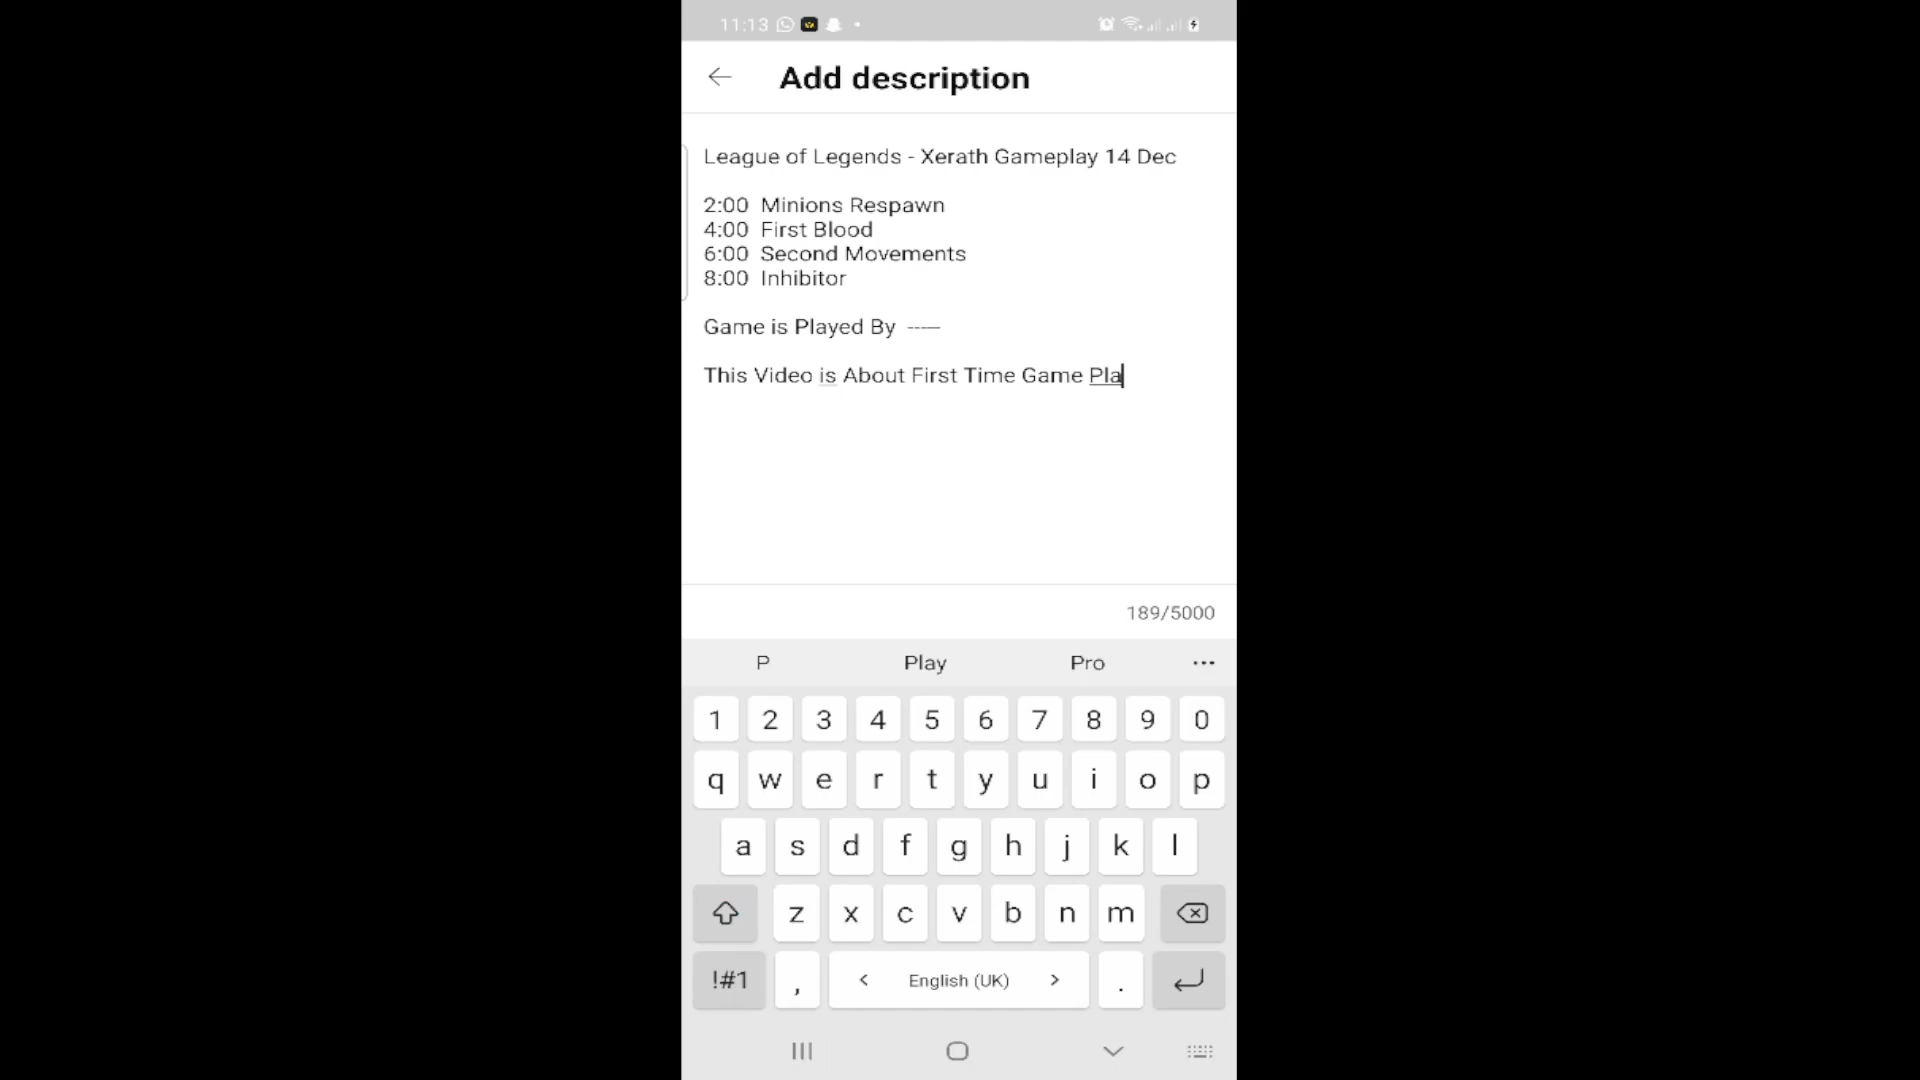 11:13
Add description
League of Legends - Xerath Gameplay 14 Dec
2:00 Minions Respawn
4:00 First Blood
6:00 Second Movements
8:00 Inhibitor
Game is Played By -----
This Video is About First Time Game Pla
189/5000
P Play Pro ...
1 2 3 4 5 6 7 8 9 0
q w e r t y u i o p
a s d f g h j k l
z x c v b n m
!#1 , < English (UK) > .